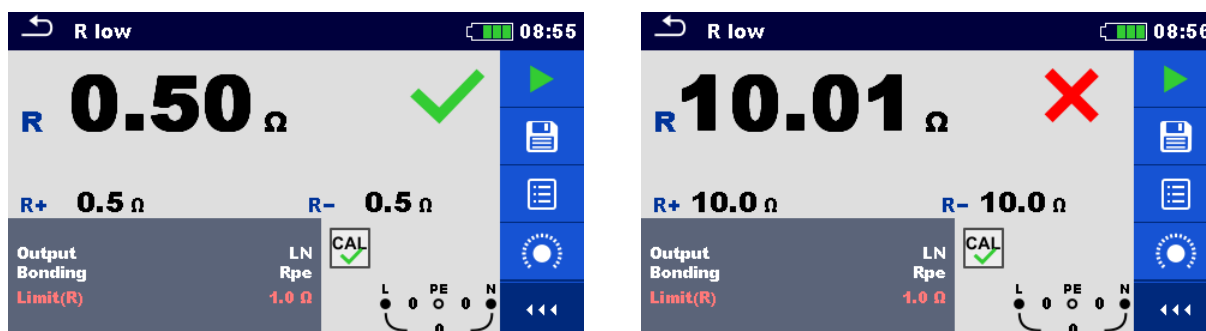 R low 08:55
R 0.50 Ω
R+ 0.5 Ω R- 0.5 Ω
Output LN
Bonding Rpe
Limit(R) 1.0 Ω
CAL
L PE N
0 0
0
R low 08:56
R 10.01 Ω
R+ 10.0 Ω R- 10.0 Ω
Output LN
Bonding Rpe
Limit(R) 1.0 Ω
CAL
L PE N
0 0
0